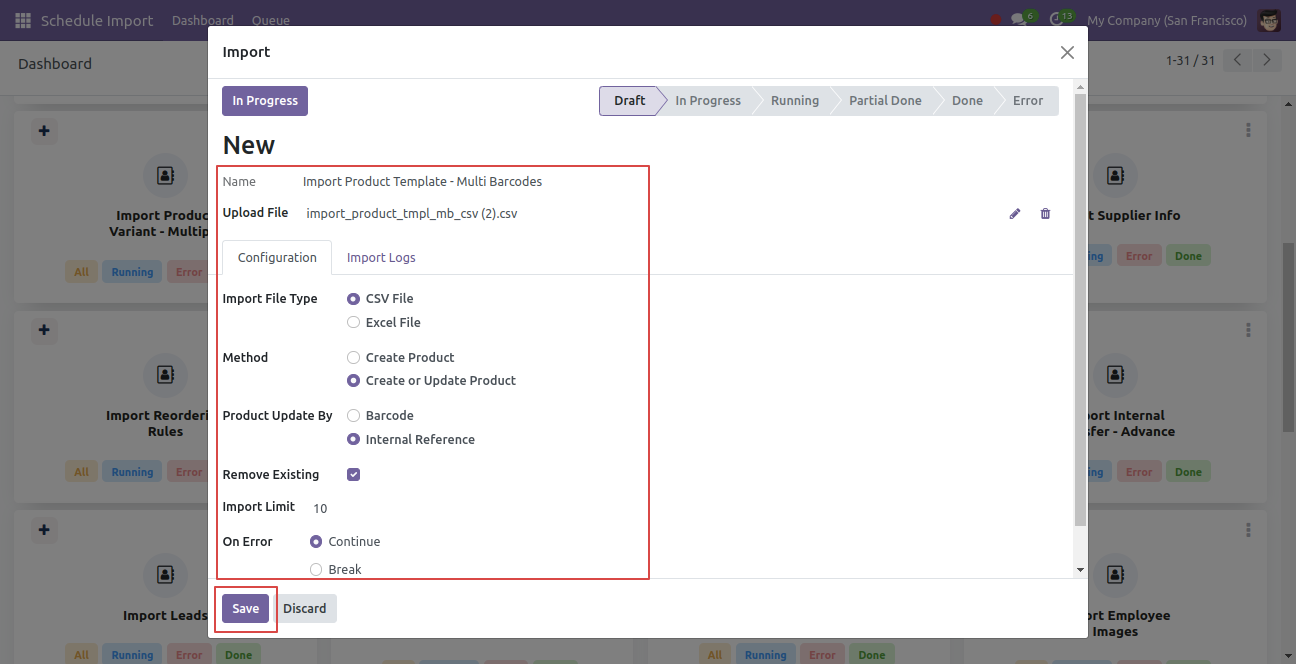 Schedule Import Dashboard Queue 6 13 My Company (San Francisco)
Dashboard 1-31 / 31
Import
In Progress Draft In Progress Running Partial Done Done Error
New
Name Import Product Template - Multi Barcodes
Upload File import_product_tmpl_mb_csv (2).csv
Configuration Import Logs
Import File Type CSV File
Excel File
Method Create Product
Create or Update Product
Product Update By Barcode
Internal Reference
Remove Existing
Import Limit 10
On Error Continue
Break
Save Discard
Import Produc
Variant - Multip
All Running Error
t Supplier Info
ing Error Done
Import Reorderi
Rules
All Running Error
ort Internal
sfer - Advance
ing Error Done
Import Leads
All Running Error Done
All Running Error Done
ort Employee
Images